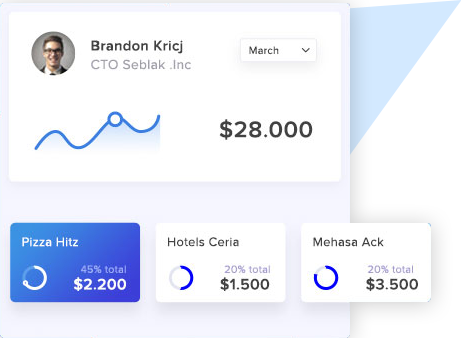 Brandon Kricj
CTO Seblak .Inc
March
$28.000
Pizza Hitz
45% total
$2.200
Hotels Ceria
20% total
$1.500
Mehasa Ack
20% total
$3.500